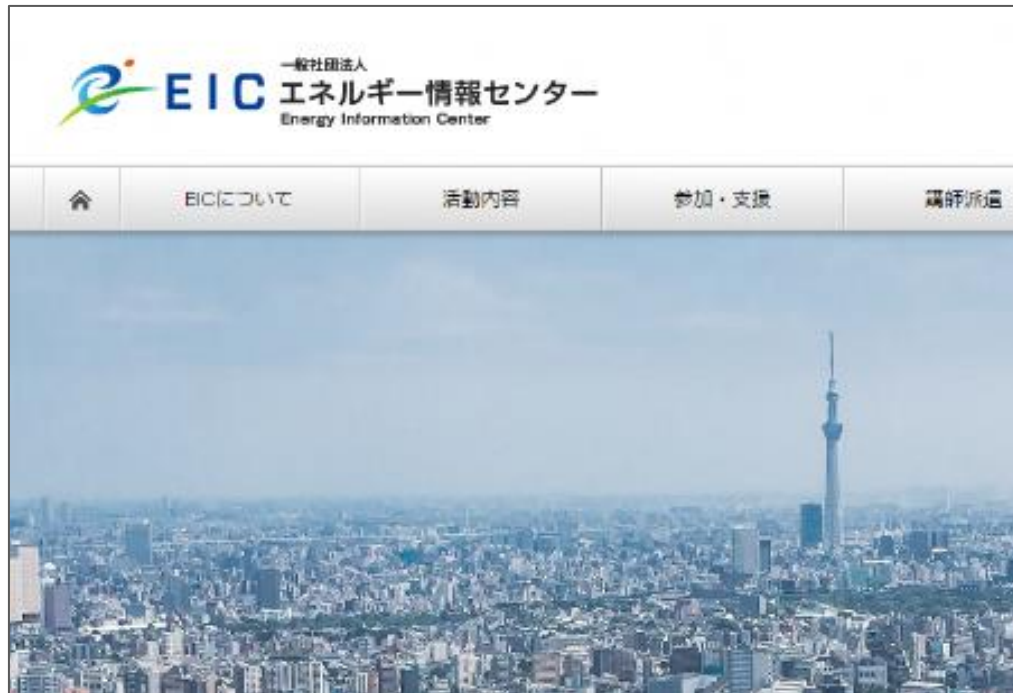 一般社団法人
EIC エネルギー情報センター
Energy Information Center
EICについて 活動内容 参加・支援 講師派遣